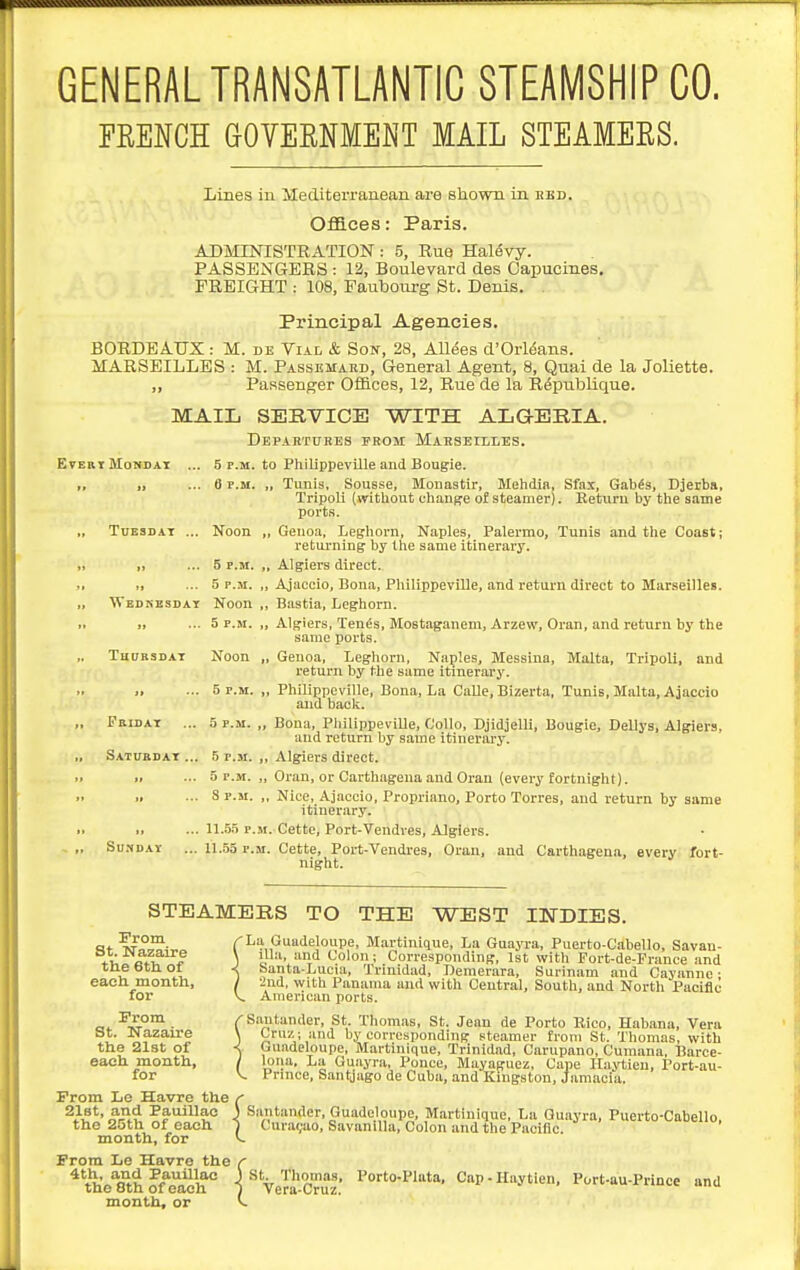 GENERAL TRANSATLANTIC STEAMSHIP CO.
FRENCH GOVERNMENT MAIL STEAMERS.
Lines in Mediterranean are shown in RED.
Offices: Paris.
ADMINISTRATION : 5, Rue Halévy.
PASSENGERS : 12, Boulevard des Capucines.
FREIGHT : 108, Faubourg St. Denis.
Principal Agencies.
BORDEAUX : M. DE VIAL & SON, 28, Allées d'Orléans.
MARSEILLES : M. PASSEMARD, General Agent, 8, Quai de la Joliette.
„ Passenger Offices, 12, Rue de la République.
MAIL SERVICE WITH ALGERIA.
DEPARTURES FROM MARSEILLES.
EVERY MONDAY ... 5 P.M. to Philippeville and Bougie.
„ „ ... 6 P.M. „ Tunis, Sousse, Monastir, Mehdia, Sfax, Gabés, Djerba,
Tripoli (without change of steamer). Return by the same
ports.
„ TUESDAY ... Noon „ Genoa, Leghorn, Naples, Palermo, Tunis and the Coast;
returning by the same itinerary.
„ „ ... 5 P.M. „ Algiers direct.
„ „ ... 5 P.M. „ Ajaccio, Bona, Philippeville, and return direct to Marseilles.
„ WEDNESDAY Noon „ Bastia, Leghorn.
„ „ ... 5 P.M. „ Algiers, Tenés, Mostaganem, Arzew, Oran, and return by the
same ports.
„ THURSDAY Noon „ Genoa, Leghorn, Naples, Messina, Malta, Tripoli, and
return by the same itinerary.
„ „ ... 5 P.M. „ Philippeville, Bona, La Calle, Bizerta, Tunis, Malta, Ajaccio
and back.
„ FRIDAY ... 5 P.M. „ Bona, Philippeville, Collo, Djidjelli, Bougie, Dellys, Algiers,
and return by same itinerary.
„ SATURDAY ... 5 P.M. „ Algiers direct.
„ „ ... 5 P.M. „ Oran, or Carthagena and Oran (every fortnight).
„ „ ... 8 P.M. „ Nice, Ajaccio, Propriano, Porto Torres, and return by same
itinerary.
„ „ ... 11.55 P.M. Cette, Port-Vendres, Algiers.
„ SUNDAY ... 11.55 P.M. Cette, Port-Vendres, Oran, and Carthagena, every fort-
night.
STEAMERS TO THE WEST INDIES.
From
St. Nazaire
the 6th of
each month,
for
La Guadeloupe, Martinique, La Guayra, Puerto-Cabello, Savan-
illa, and Colon; Corresponding, 1st with Fort-de-France and
Santa-Lucia, Trinidad, Demerara, Surinam and Cayanne;
2nd, with Panama and with Central, South, and North Pacific
American ports.
From
St. Nazaire
the 21st of
each month,
for
Santander, St. Thomas, St. Jean de Porto Rico, Habana, Vera
Cruz; and by corresponding steamer from St. Thomas, with
Guadeloupe, Martinique, Trinidad, Carupano, Cumana, Barce-
lona, La Guayra, Ponce, Mayaguez, Cape Haytien, Port-au-
Prince, Santjago de Cuba, and Kingston, Jamacia.
From Le Havre the
21st, and Pauillac
the 25th of each
month, for
Santander, Guadeloupe, Martinique, La Guayra, Puerto-Cabello,
Curaçao, Savanilla, Colon and the Pacific.
From Le Havre the
4th, and Pauillac
the 8th of each
month, or
St. Thomas, Porto-Plata, Cap-Haytien, Port-au-Prince and
Vera-Cruz.